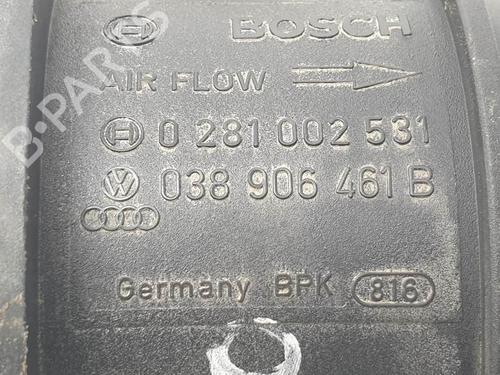 BOSCH
AIR FLOW
0 281 002 531
038 906 461 B
Germany BPK 816
B-PARTS